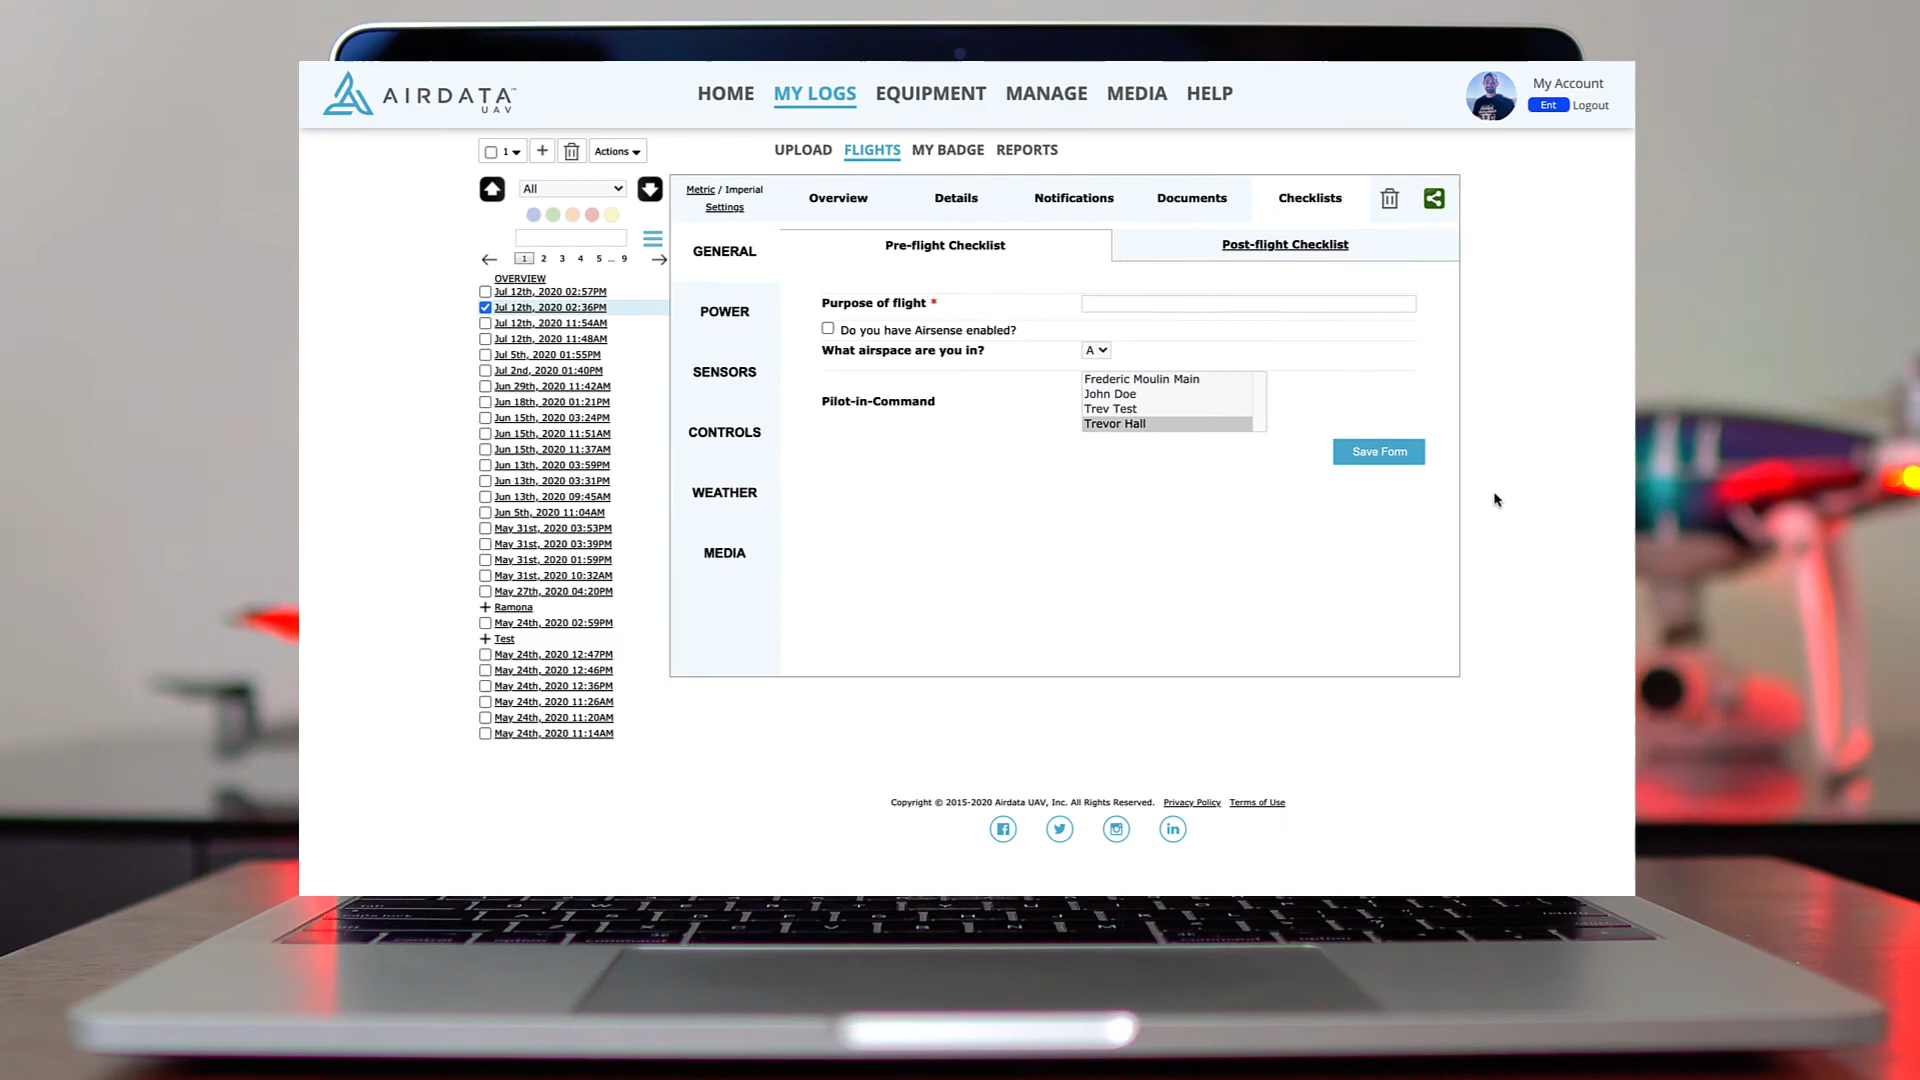 AIRDATA™
UAV
HOME MY LOGS EQUIPMENT MANAGE MEDIA HELP
My Account
Ent Logout
1 Actions
UPLOAD FLIGHTS MY BADGE REPORTS
All
Metric / Imperial
Settings
Overview Details Notifications Documents Checklists
GENERAL
POWER
SENSORS
CONTROLS
WEATHER
MEDIA
Pre-flight Checklist Post-flight Checklist
1 2 3 4 5 ... 9
OVERVIEW
Jul 12th, 2020 02:57PM
Jul 12th, 2020 02:36PM
Jul 12th, 2020 11:54AM
Jul 12th, 2020 11:48AM
Jul 5th, 2020 01:55PM
Jul 2nd, 2020 01:40PM
Jun 29th, 2020 11:42AM
Jun 18th, 2020 01:21PM
Jun 15th, 2020 03:24PM
Jun 15th, 2020 11:51AM
Jun 15th, 2020 11:37AM
Jun 13th, 2020 03:59PM
Jun 13th, 2020 03:31PM
Jun 13th, 2020 09:45AM
Jun 5th, 2020 11:04AM
May 31st, 2020 03:53PM
May 31st, 2020 03:39PM
May 31st, 2020 01:59PM
May 31st, 2020 10:32AM
May 27th, 2020 04:20PM
Ramona
May 24th, 2020 02:59PM
Test
May 24th, 2020 12:47PM
May 24th, 2020 12:46PM
May 24th, 2020 12:36PM
May 24th, 2020 11:26AM
May 24th, 2020 11:20AM
May 24th, 2020 11:14AM
Purpose of flight *
Do you have Airsense enabled?
What airspace are you in? A
Pilot-in-Command
Frederic Moulin Main
John Doe
Trev Test
Trevor Hall
Save Form
Copyright © 2015-2020 Airdata UAV, Inc. All Rights Reserved. Privacy Policy Terms of Use